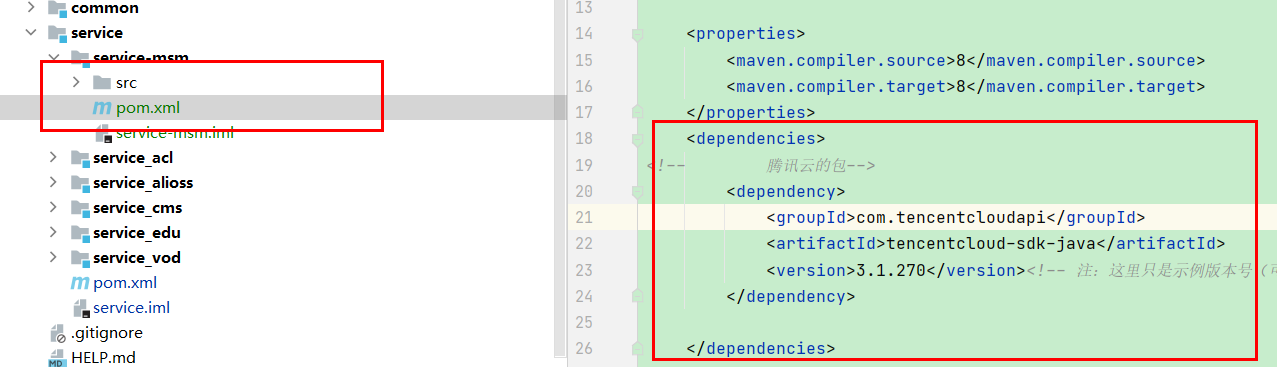 common
service
service-msm
src
pom.xml
service-msm.iml
service_acl
service_alioss
service_cms
service_edu
service_vod
pom.xml
service.iml
.gitignore
HELP.md
13
14 <properties>
15 <maven.compiler.source>8</maven.compiler.source>
16 <maven.compiler.target>8</maven.compiler.target>
17 </properties>
18 <dependencies>
19 <!-- 腾讯云的包-->
20 <dependency>
21 <groupId>com.tencentcloudapi</groupId>
22 <artifactId>tencentcloud-sdk-java</artifactId>
23 <version>3.1.270</version><!-- 注：这里只是示例版本号（可
24 </dependency>
25
26 </dependencies>